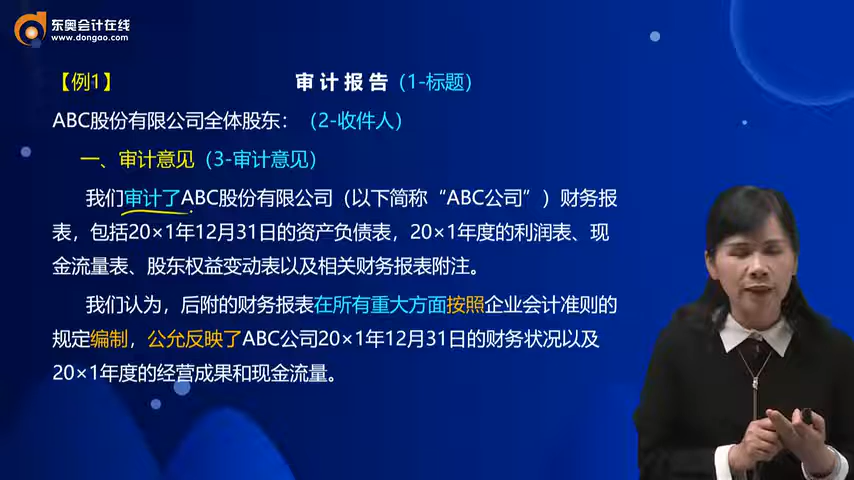 东奥会计在线
www.dongao.com
【例1】 审计报告（1-标题）
ABC股份有限公司全体股东：（2-收件人）
一、审计意见（3-审计意见）
我们审计了ABC股份有限公司（以下简称“ABC公司”）财务报
表，包括20×1年12月31日的资产负债表，20×1年度的利润表、现
金流量表、股东权益变动表以及相关财务报表附注。
我们认为，后附的财务报表在所有重大方面按照企业会计准则的
规定编制，公允反映了ABC公司20×1年12月31日的财务状况以及
20×1年度的经营成果和现金流量。